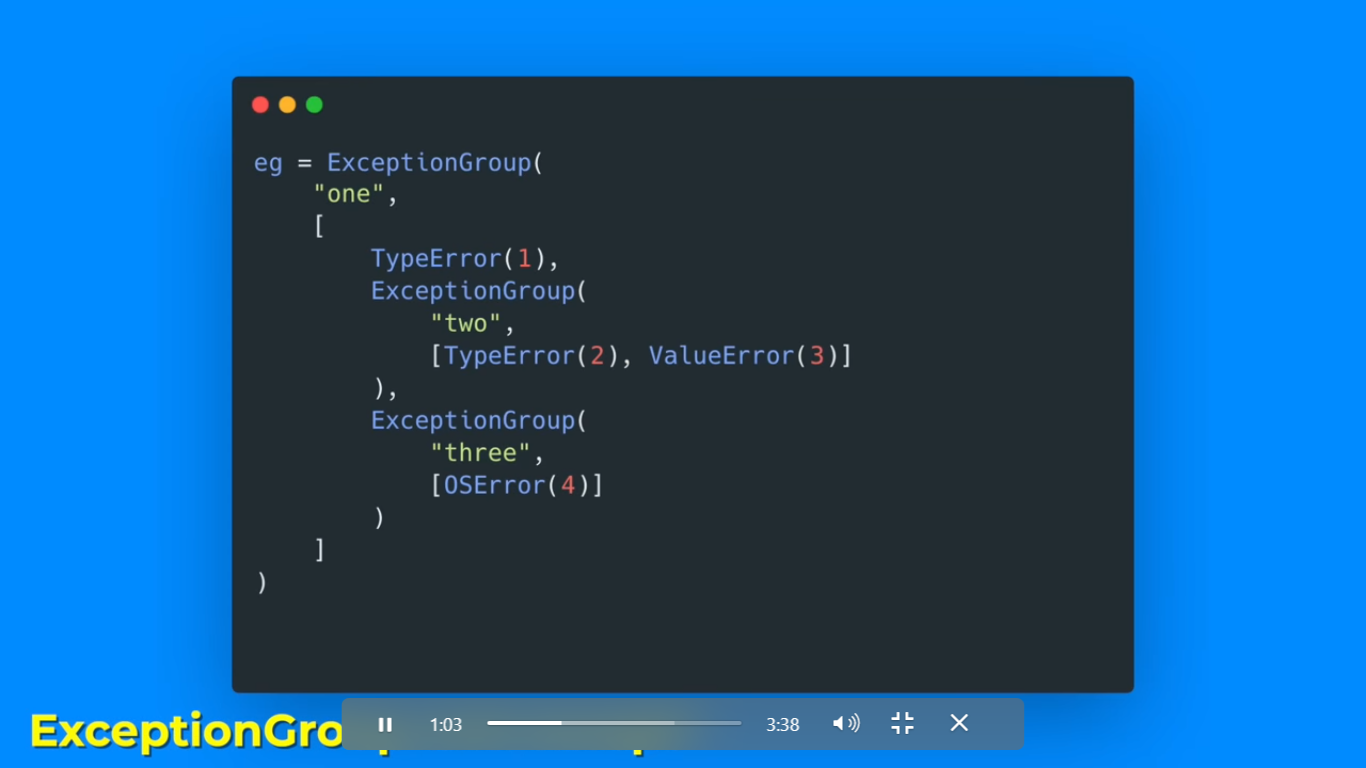 eg = ExceptionGroup(
    "one",
    [
        TypeError(1),
        ExceptionGroup(
            "two",
            [TypeError(2), ValueError(3)]
        ),
        ExceptionGroup(
            "three",
            [OSError(4)]
        )
    ]
)
1:03 3:38